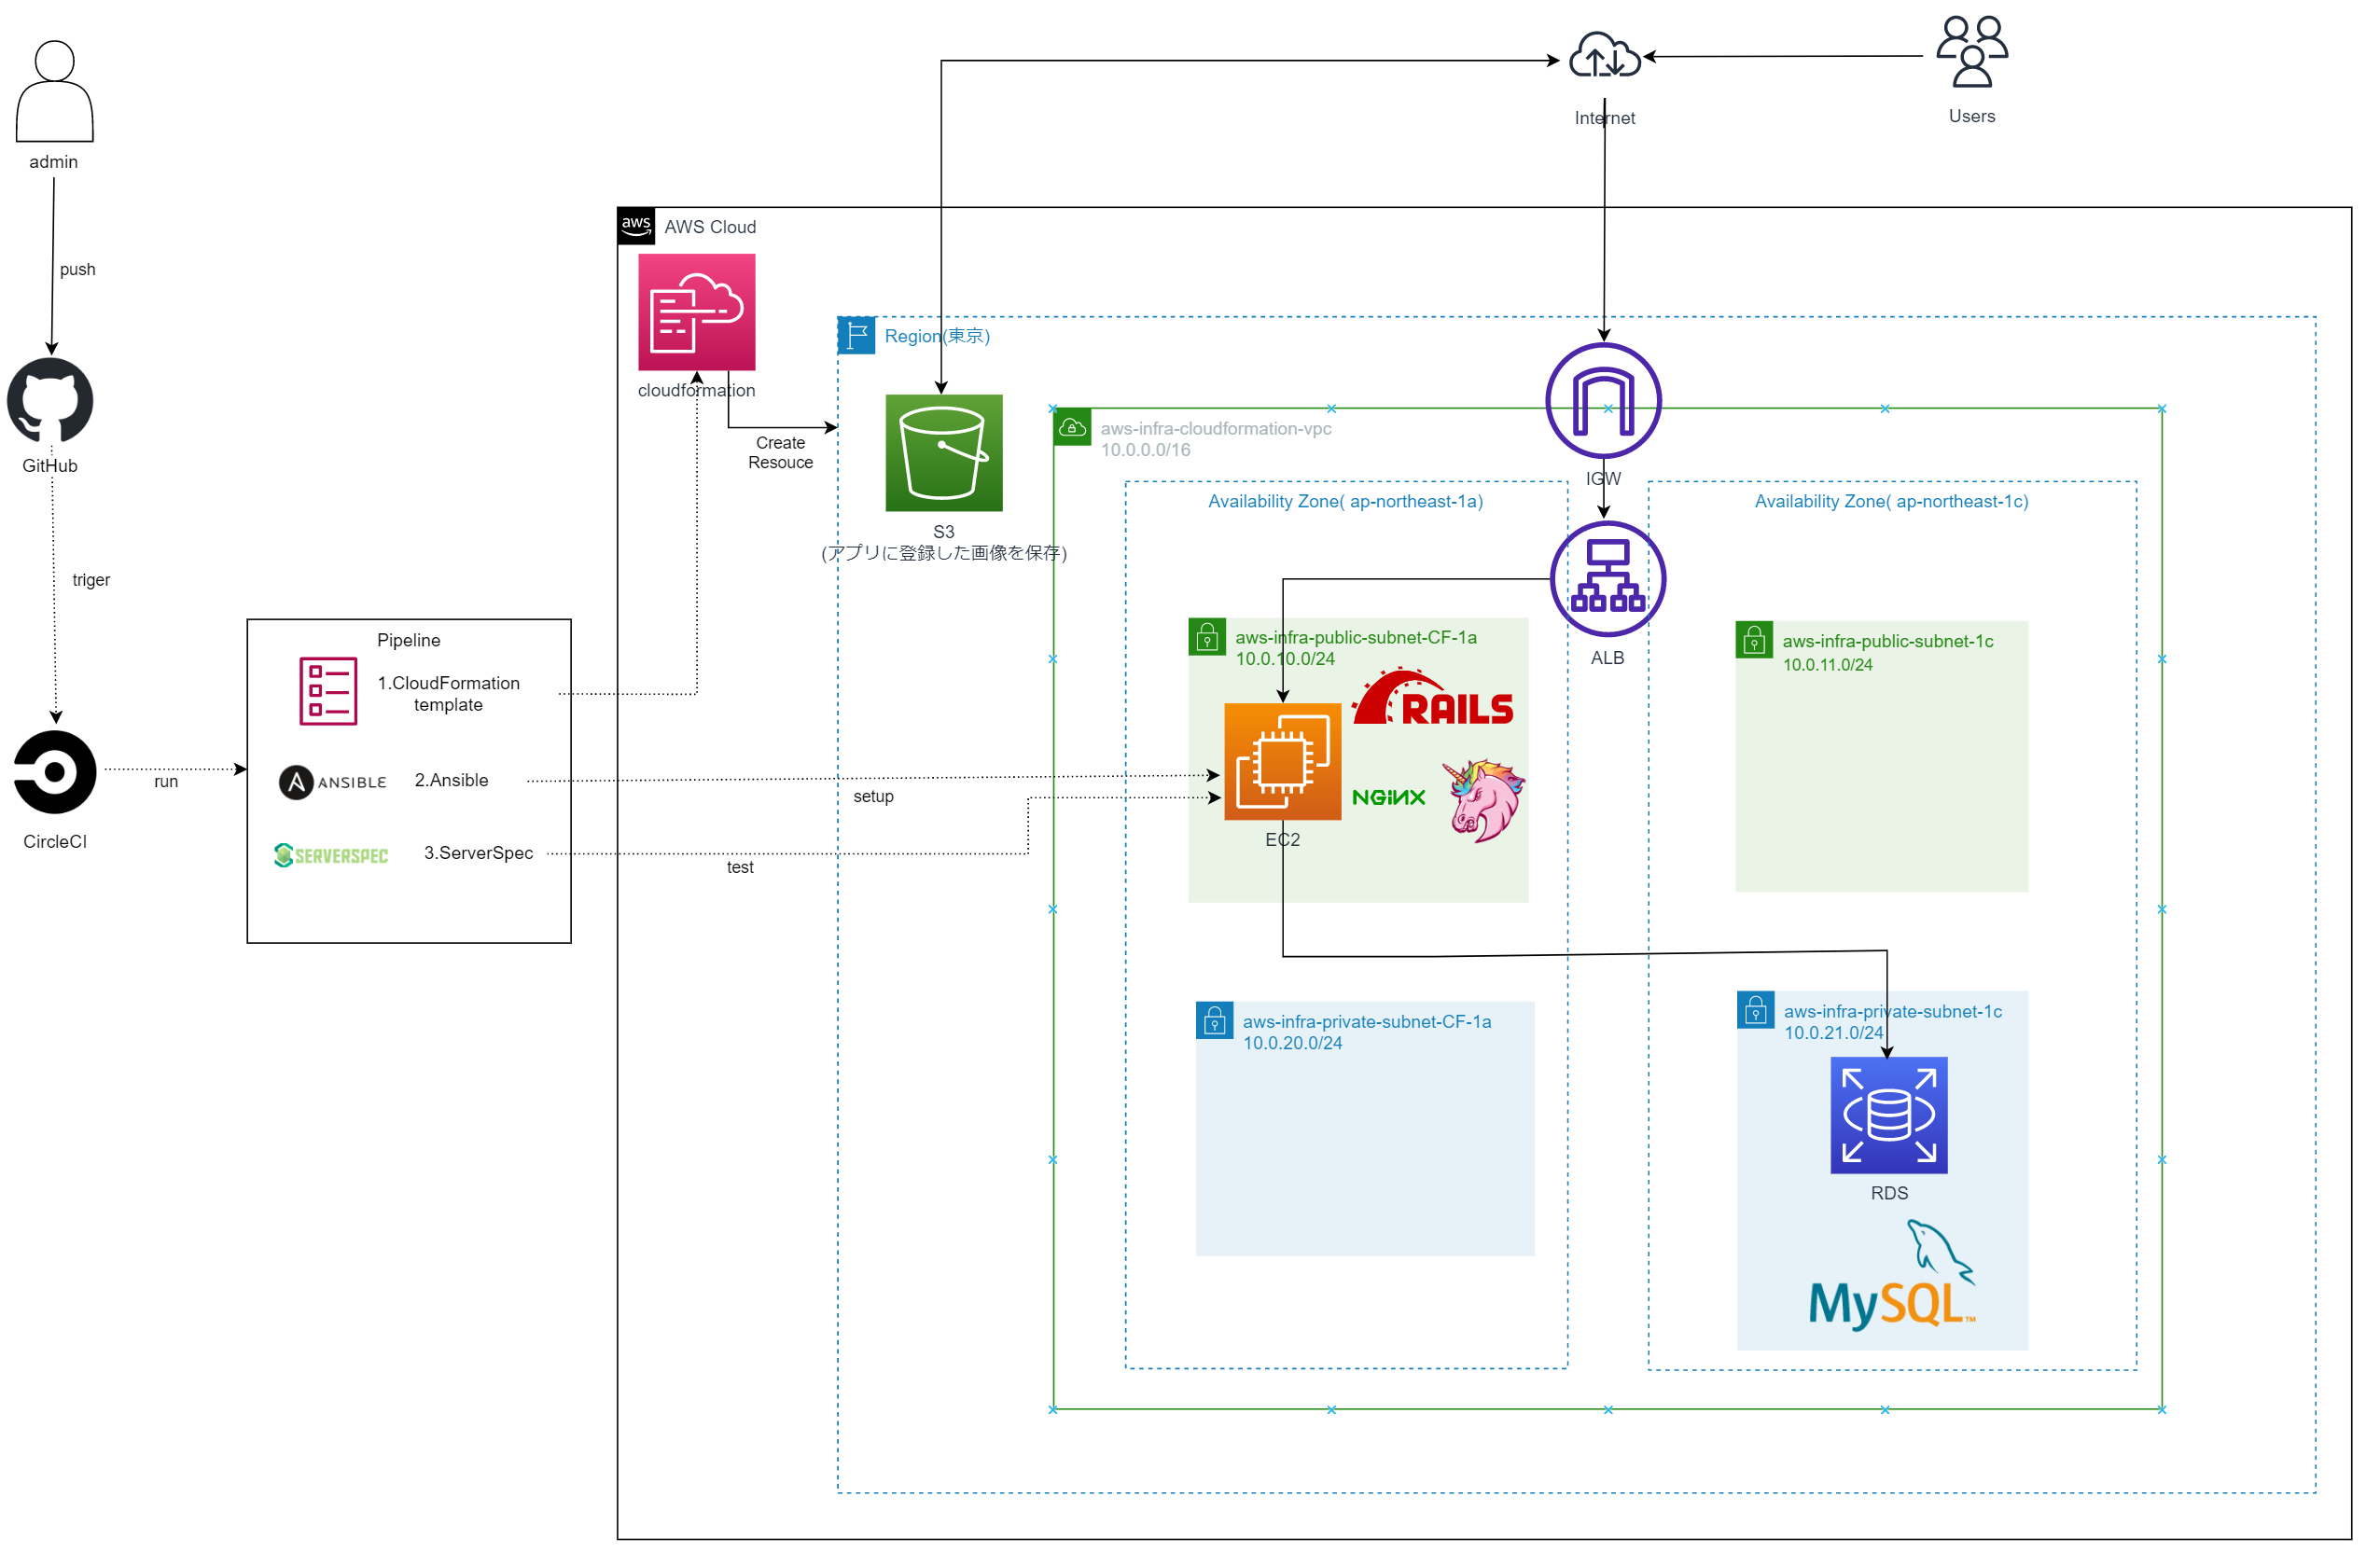 Internet
Users
admin
push
GitHub
triger
CircleCI
run
Pipeline
1.CloudFormation
template
ANSIBLE
2.Ansible
SERVERSPEC
3.ServerSpec
setup
test
aws
AWS Cloud
cloudformation
Create
Resouce
Region(東京)
S3
(アプリに登録した画像を保存)
aws-infra-cloudformation-vpc
10.0.0.0/16
IGW
Availability Zone( ap-northeast-1a)
Availability Zone( ap-northeast-1c)
ALB
aws-infra-public-subnet-CF-1a
10.0.10.0/24
RAILS
NGiNX
EC2
aws-infra-public-subnet-1c
10.0.11.0/24
aws-infra-private-subnet-CF-1a
10.0.20.0/24
aws-infra-private-subnet-1c
10.0.21.0/24
RDS
MySQL™